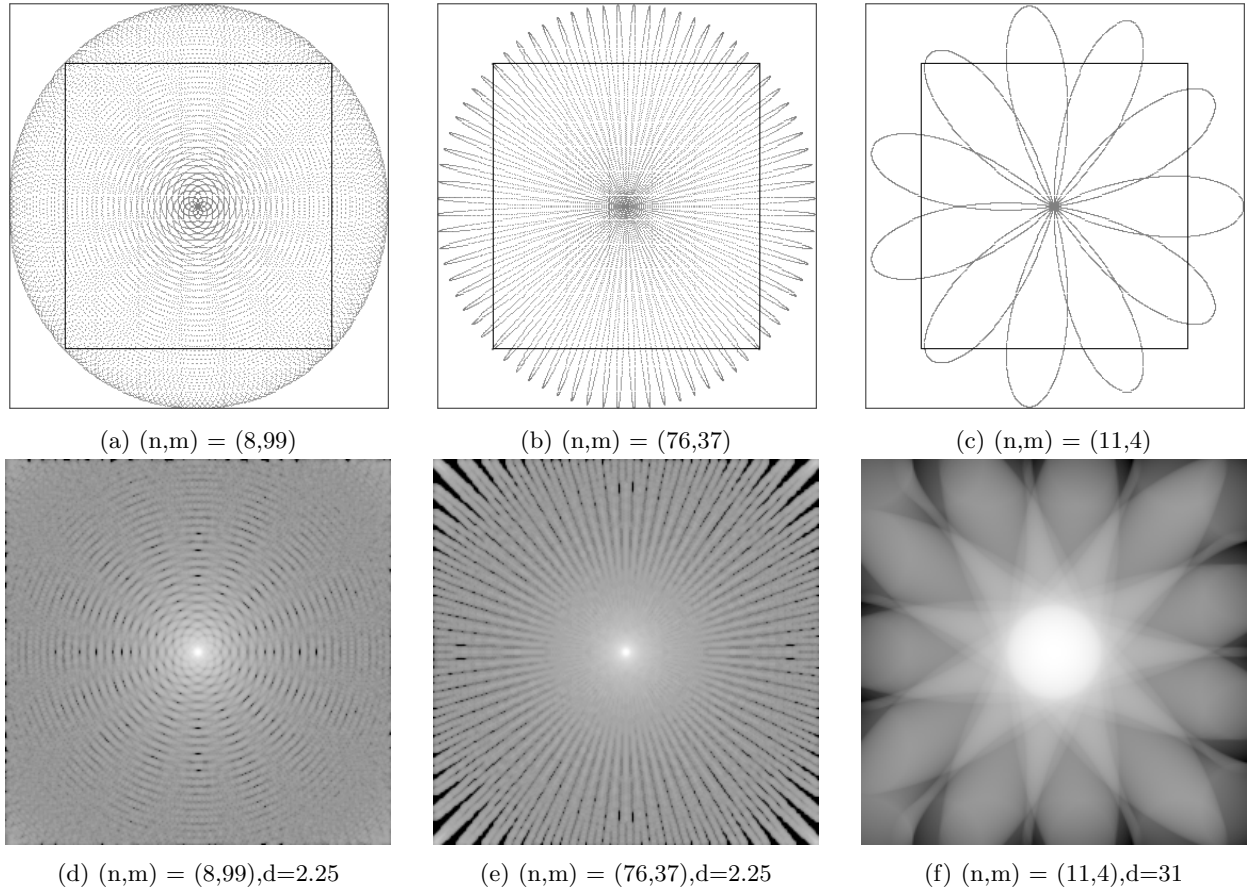 (a) (n,m) = (8,99)
(b) (n,m) = (76,37)
(c) (n,m) = (11,4)
(d) (n,m) = (8,99),d=2.25
(e) (n,m) = (76,37),d=2.25
(f) (n,m) = (11,4),d=31